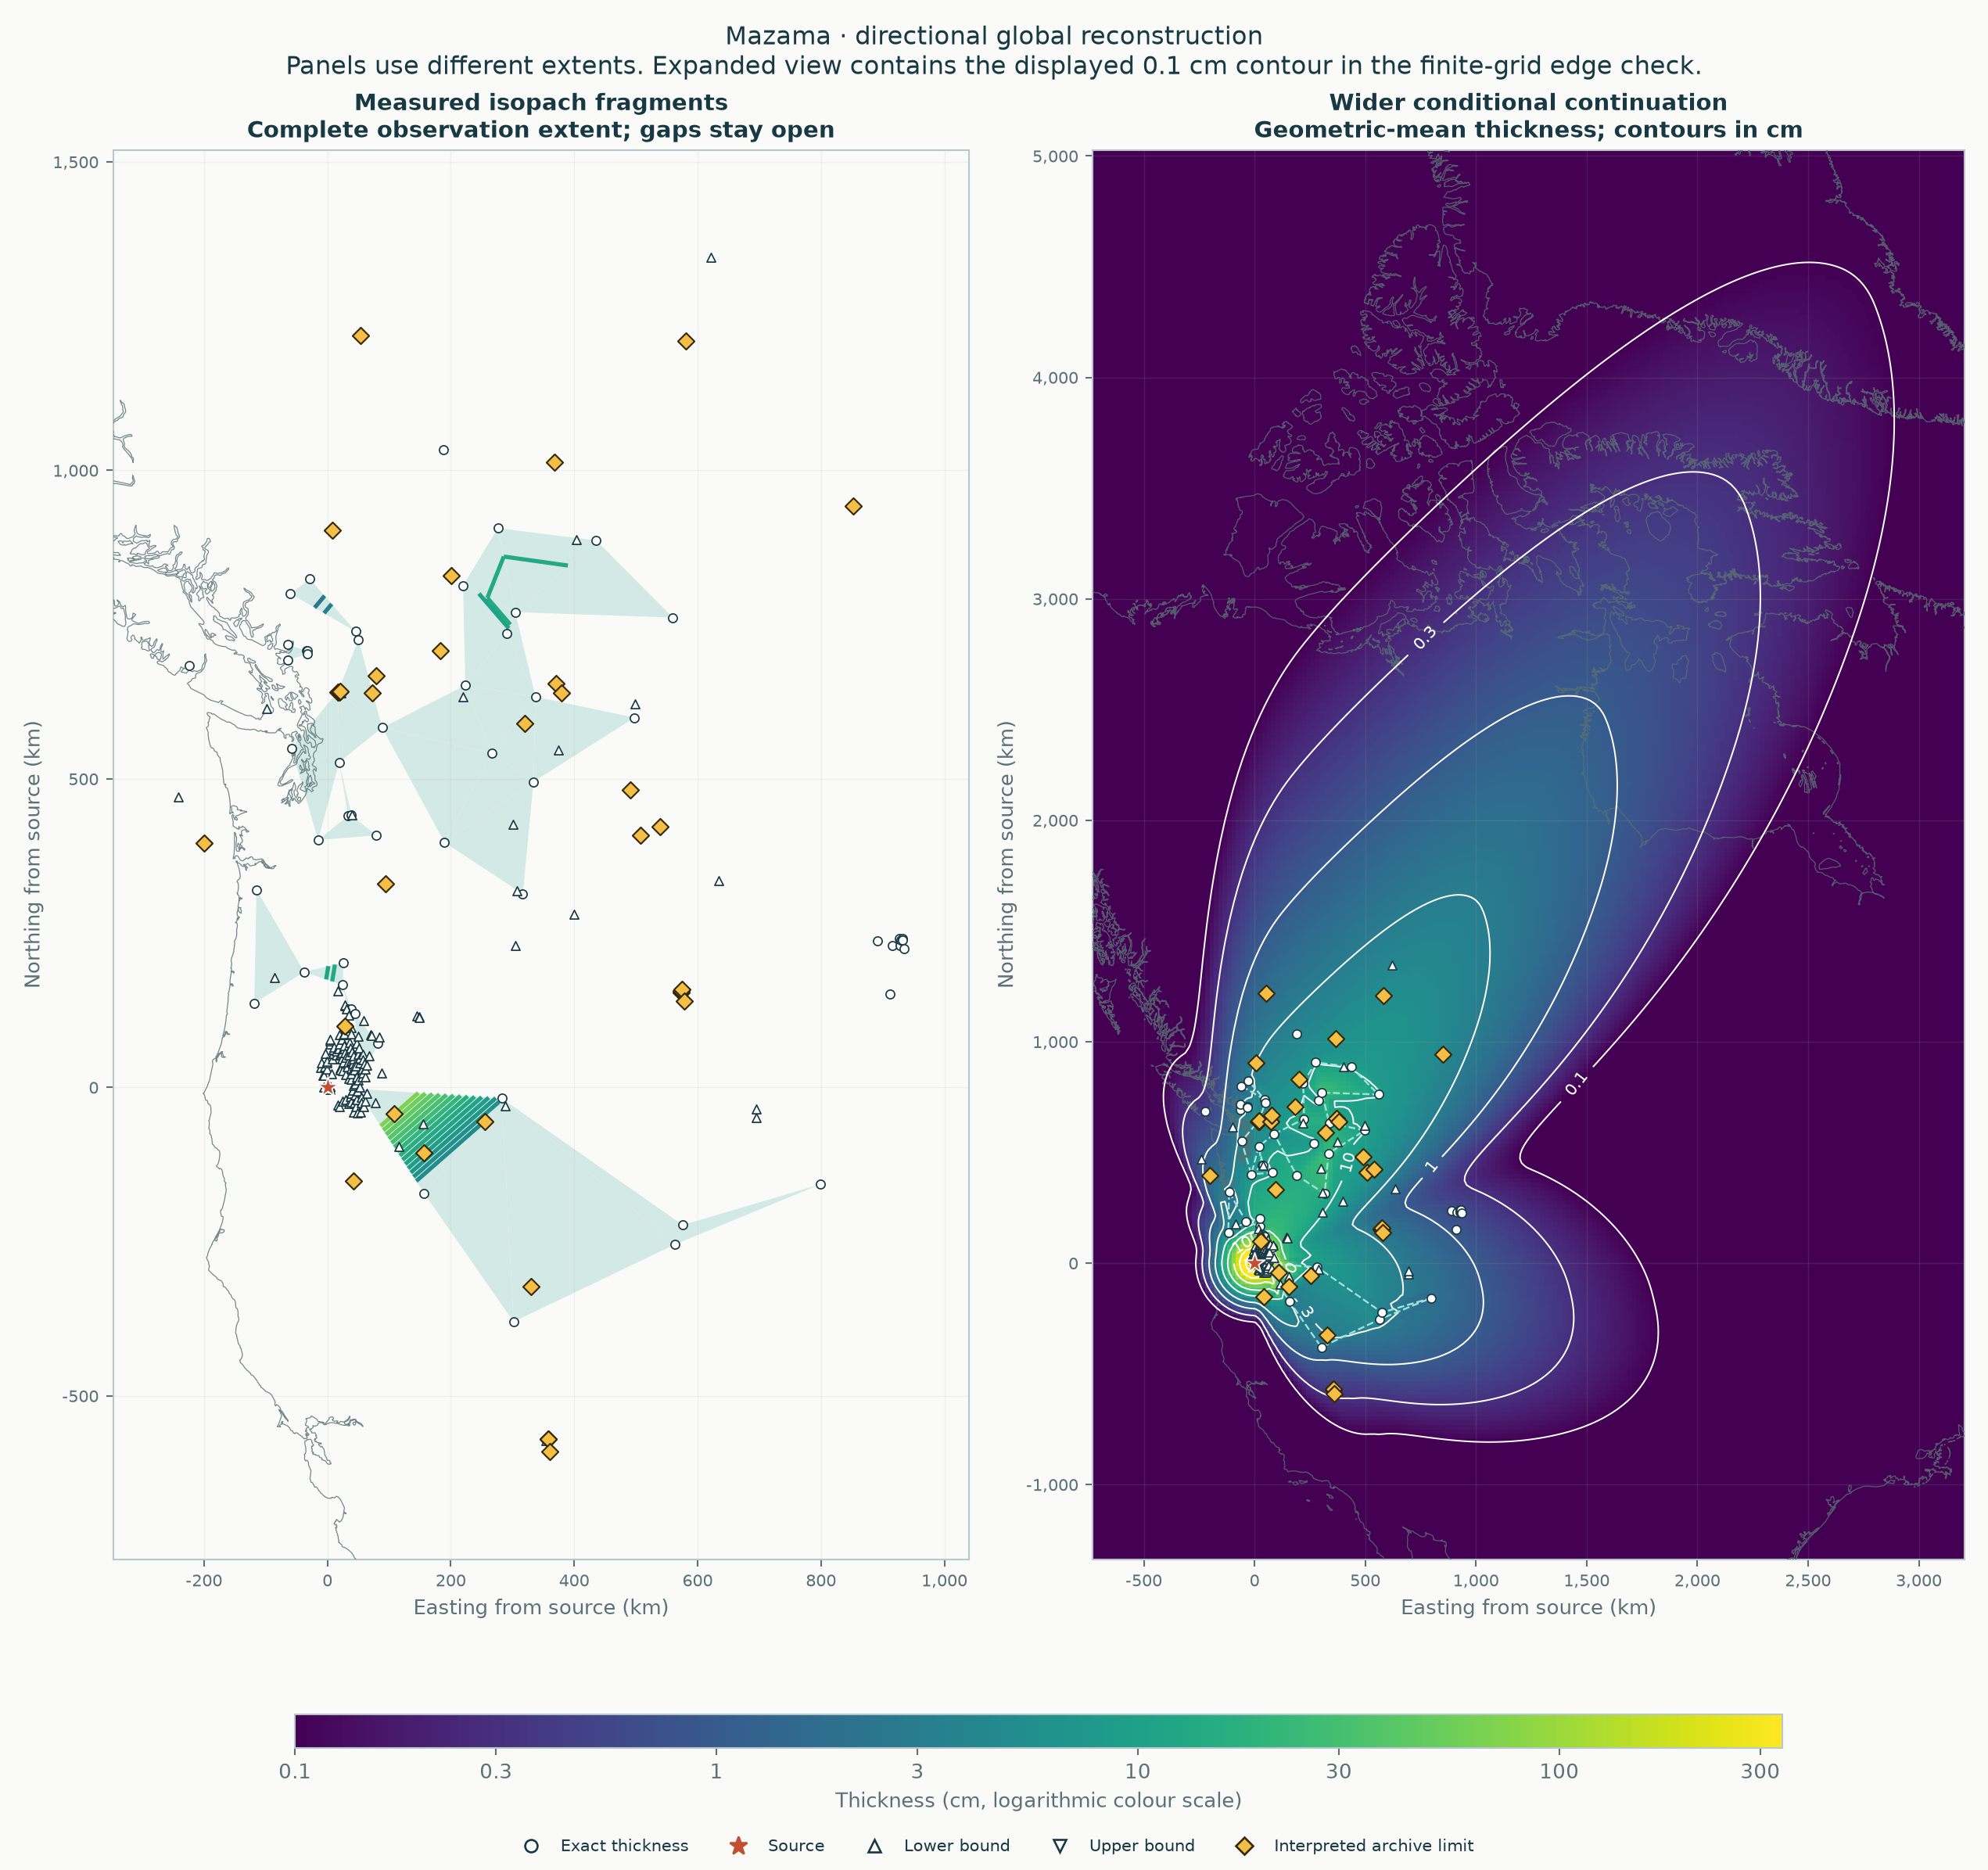 Mazama · directional global reconstruction
Panels use different extents. Expanded view contains the displayed 0.1 cm contour in the finite-grid edge check.
Measured isopach fragments
Complete observation extent; gaps stay open
Wider conditional continuation
Geometric-mean thickness; contours in cm
1,500
1,000
500
0
-500
Northing from source (km)
-200
0
200
400
600
800
1,000
Easting from source (km)
5,000
4,000
3,000
2,000
1,000
0
-1,000
Northing from source (km)
0.3
0.1
1
10
3
-500
0
500
1,000
1,500
2,000
2,500
3,000
Easting from source (km)
0.1
0.3
1
3
10
30
100
300
Thickness (cm, logarithmic colour scale)
Exact thickness
Source
Lower bound
Upper bound
Interpreted archive limit